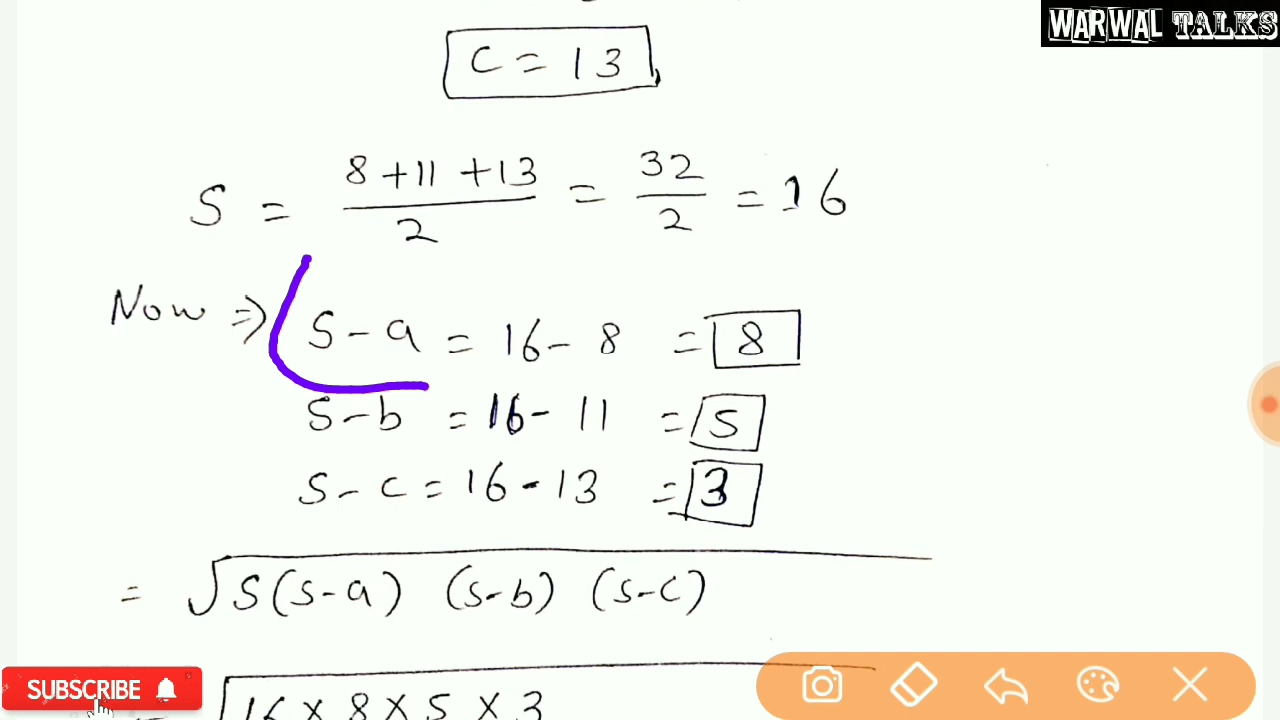 WARWAL TALKS
C = 13
S = 8+11+13/2 = 32/2 = 16
Now ⇒ S-a = 16-8 = 8
S-b = 16-11 = 5
S-c = 16-13 = 3
= √S(S-a) (S-b) (S-c)
= √16 × 8 × 5 × 3
SUBSCRIBE